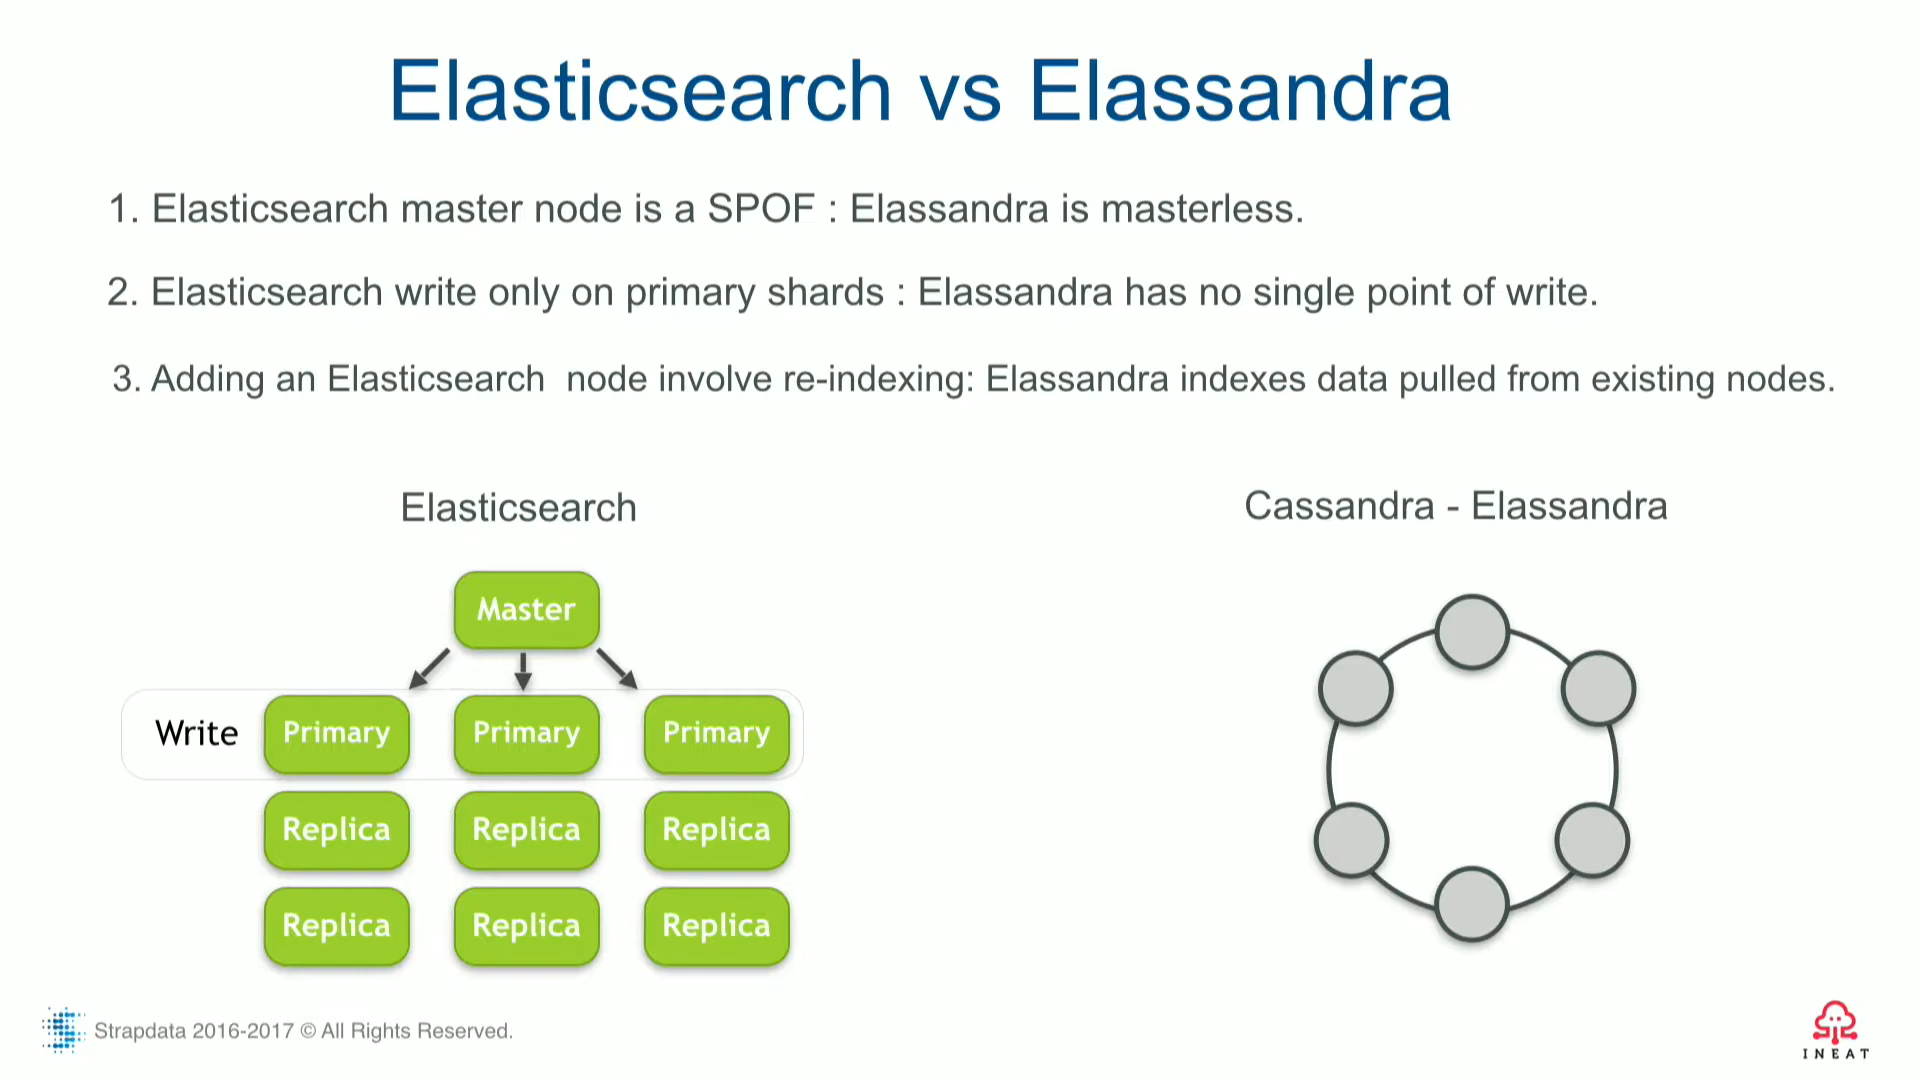 Elasticsearch vs Elassandra
1. Elasticsearch master node is a SPOF : Elassandra is masterless.
2. Elasticsearch write only on primary shards : Elassandra has no single point of write.
3. Adding an Elasticsearch  node involve re-indexing: Elassandra indexes data pulled from existing nodes.
Elasticsearch
Cassandra - Elassandra
Master
Write Primary Primary Primary
Replica Replica Replica
Replica Replica Replica
Strapdata 2016-2017 © All Rights Reserved.
INEAT